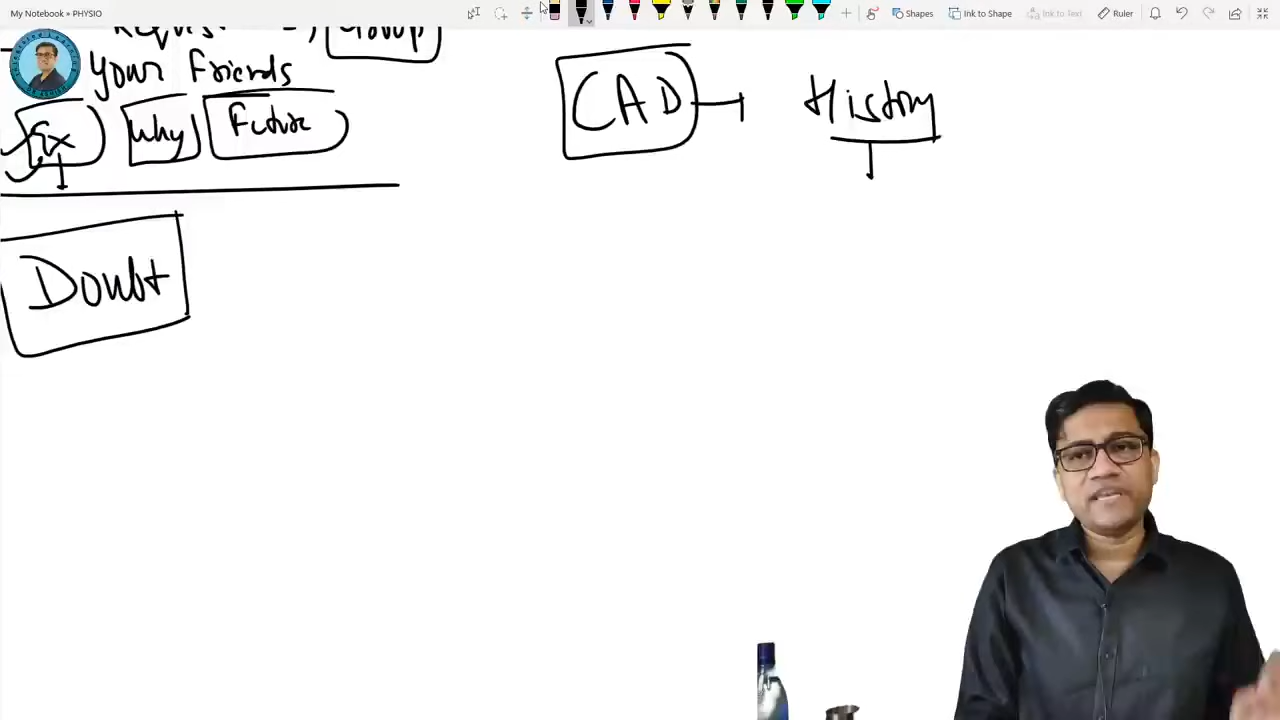 My Notebook » PHYSIO
Shapes
Ink to Shape
Ink to Text
Ruler
Request
Group
your Friends
Ex
why
Future
Doubt
CAD
History